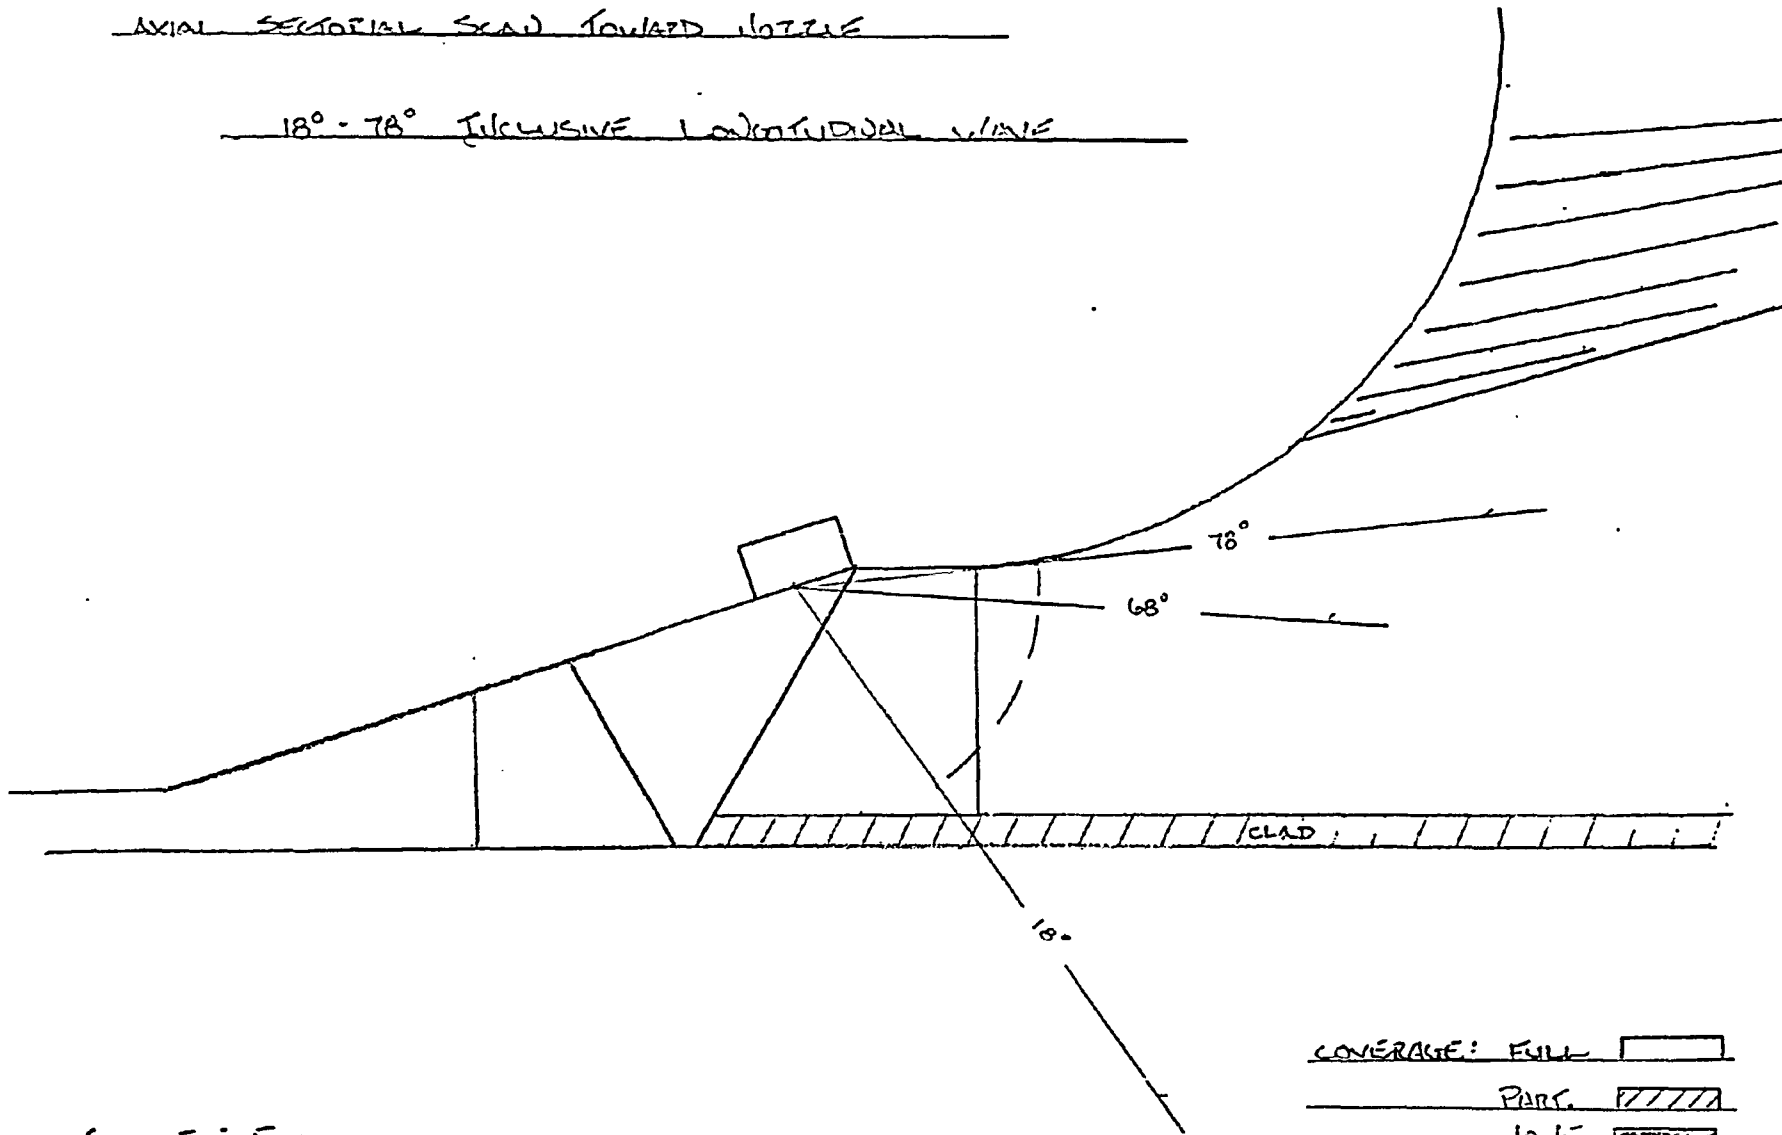 AXIAL SECTORIAL SCAN TOWARD NOZZLE
18° - 78° INCLUSIVE LONGITUDINAL WAVE
78°
68°
CLAD
18°
COVERAGE: FULL
PART.